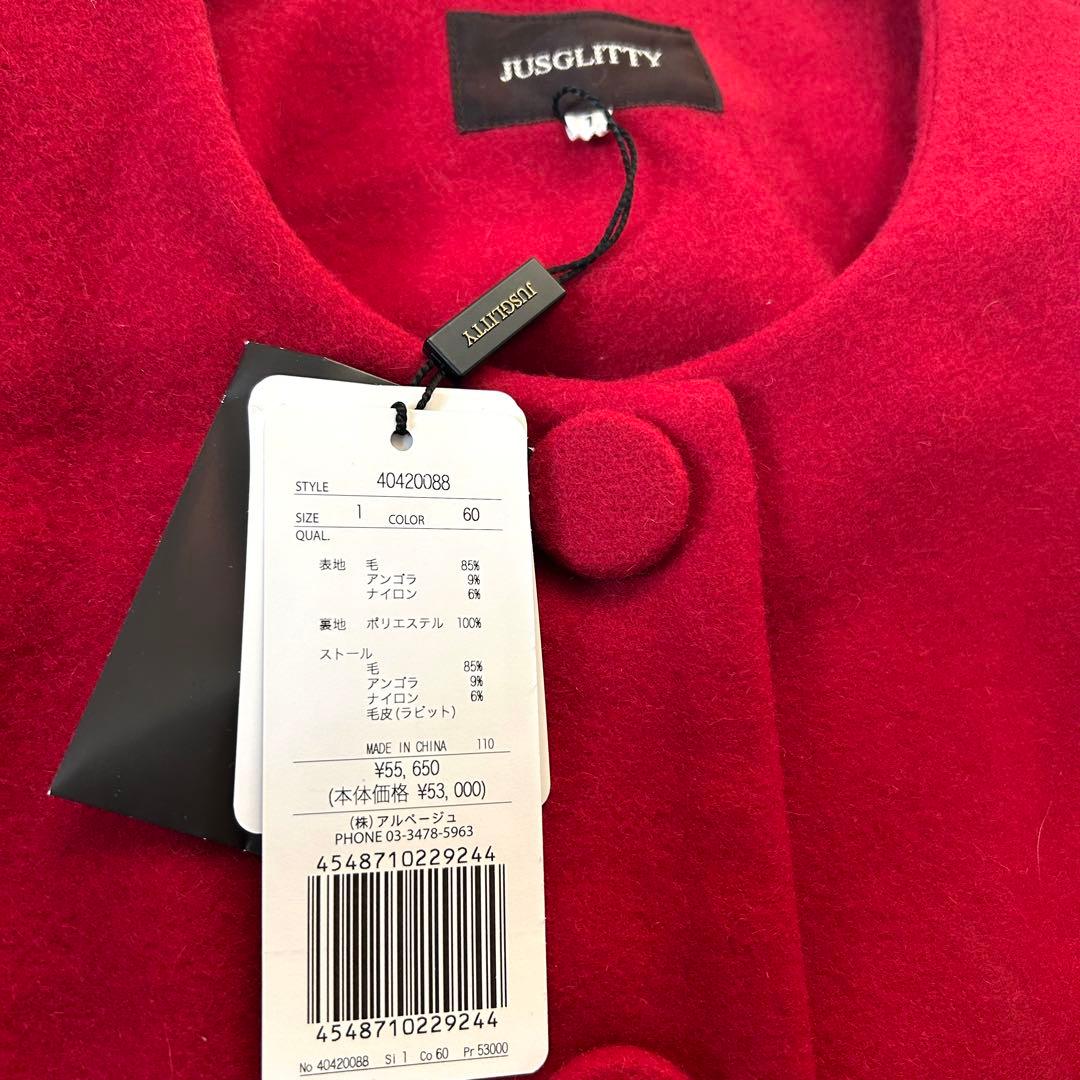 JUSGLITTY
1
JUSGLITTY
STYLE 40420088
SIZE 1 COLOR 60
QUAL.
表地 毛 85%
アンゴラ 9%
ナイロン 6%
裏地 ポリエステル 100%
ストール
毛 85%
アンゴラ 9%
ナイロン 6%
毛皮(ラビット)
MADE IN CHINA 110
¥55,650
(本体価格 ¥53,000)
(株)アルページュ
PHONE 03-3478-5963
4548710229244
4548710229244
No 40420088 Si 1 Co 60 Pr 53000